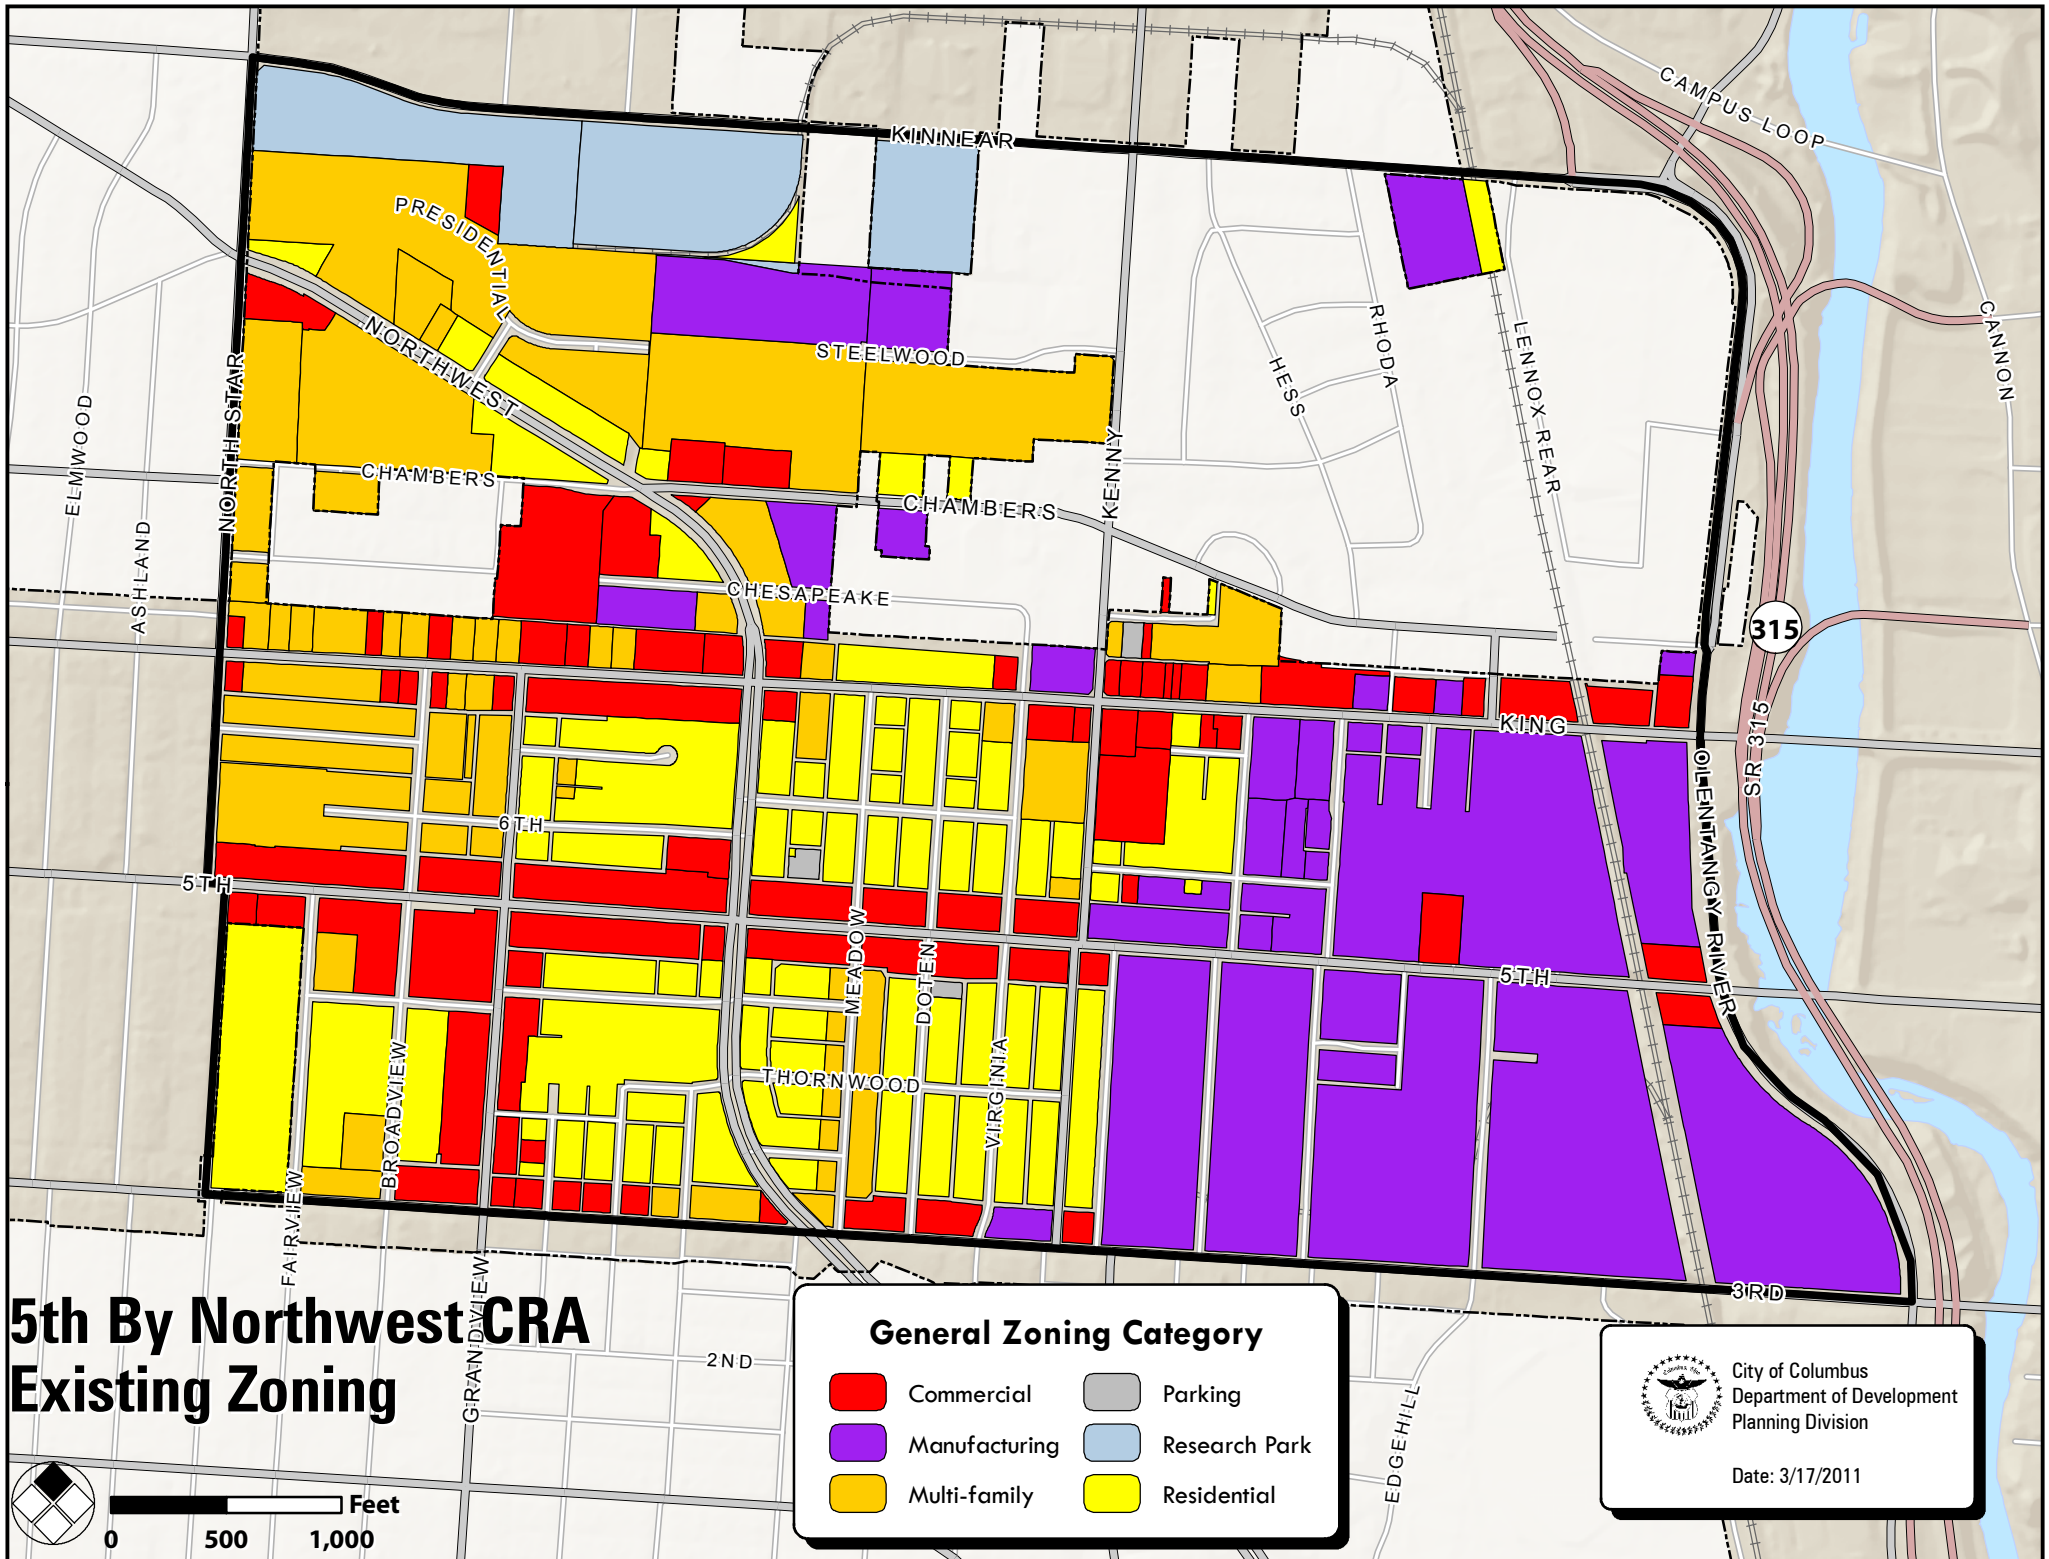 CAMPUS LOOP
KINNEAR
PRESIDENTIAL
CANNON
NORTHWEST
STEELWOOD
RHODA
HESS
LENNOX REAR
NORTH STAR
ELMWOOD
CHAMBERS
CHAMBERS
KENNY
ASHLAND
CHESAPEAKE
315
KING
SR 315
OLENTANGY RIVER
6TH
5TH
MEADOW
DOTEN
5TH
THORNWOOD
VIRGINIA
BROADVIEW
FAIRVIEW
GRANDVIEW
3RD
2ND
EDGEHILL
5th By Northwest CRA
Existing Zoning
Feet
0 500 1,000
General Zoning Category
Commercial
Parking
Manufacturing
Research Park
Multi-family
Residential
City of Columbus
Department of Development
Planning Division
Date: 3/17/2011